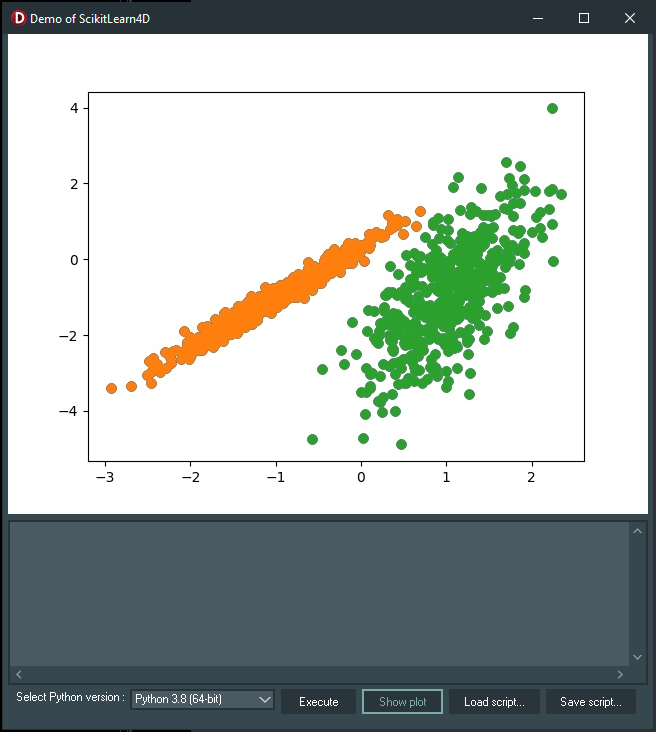 D Demo of ScikitLearn4D
4
2
0
−2
−4
−3 −2 −1 0 1 2
Select Python version : Python 3.8 (64-bit) Execute Show plot Load script... Save script...